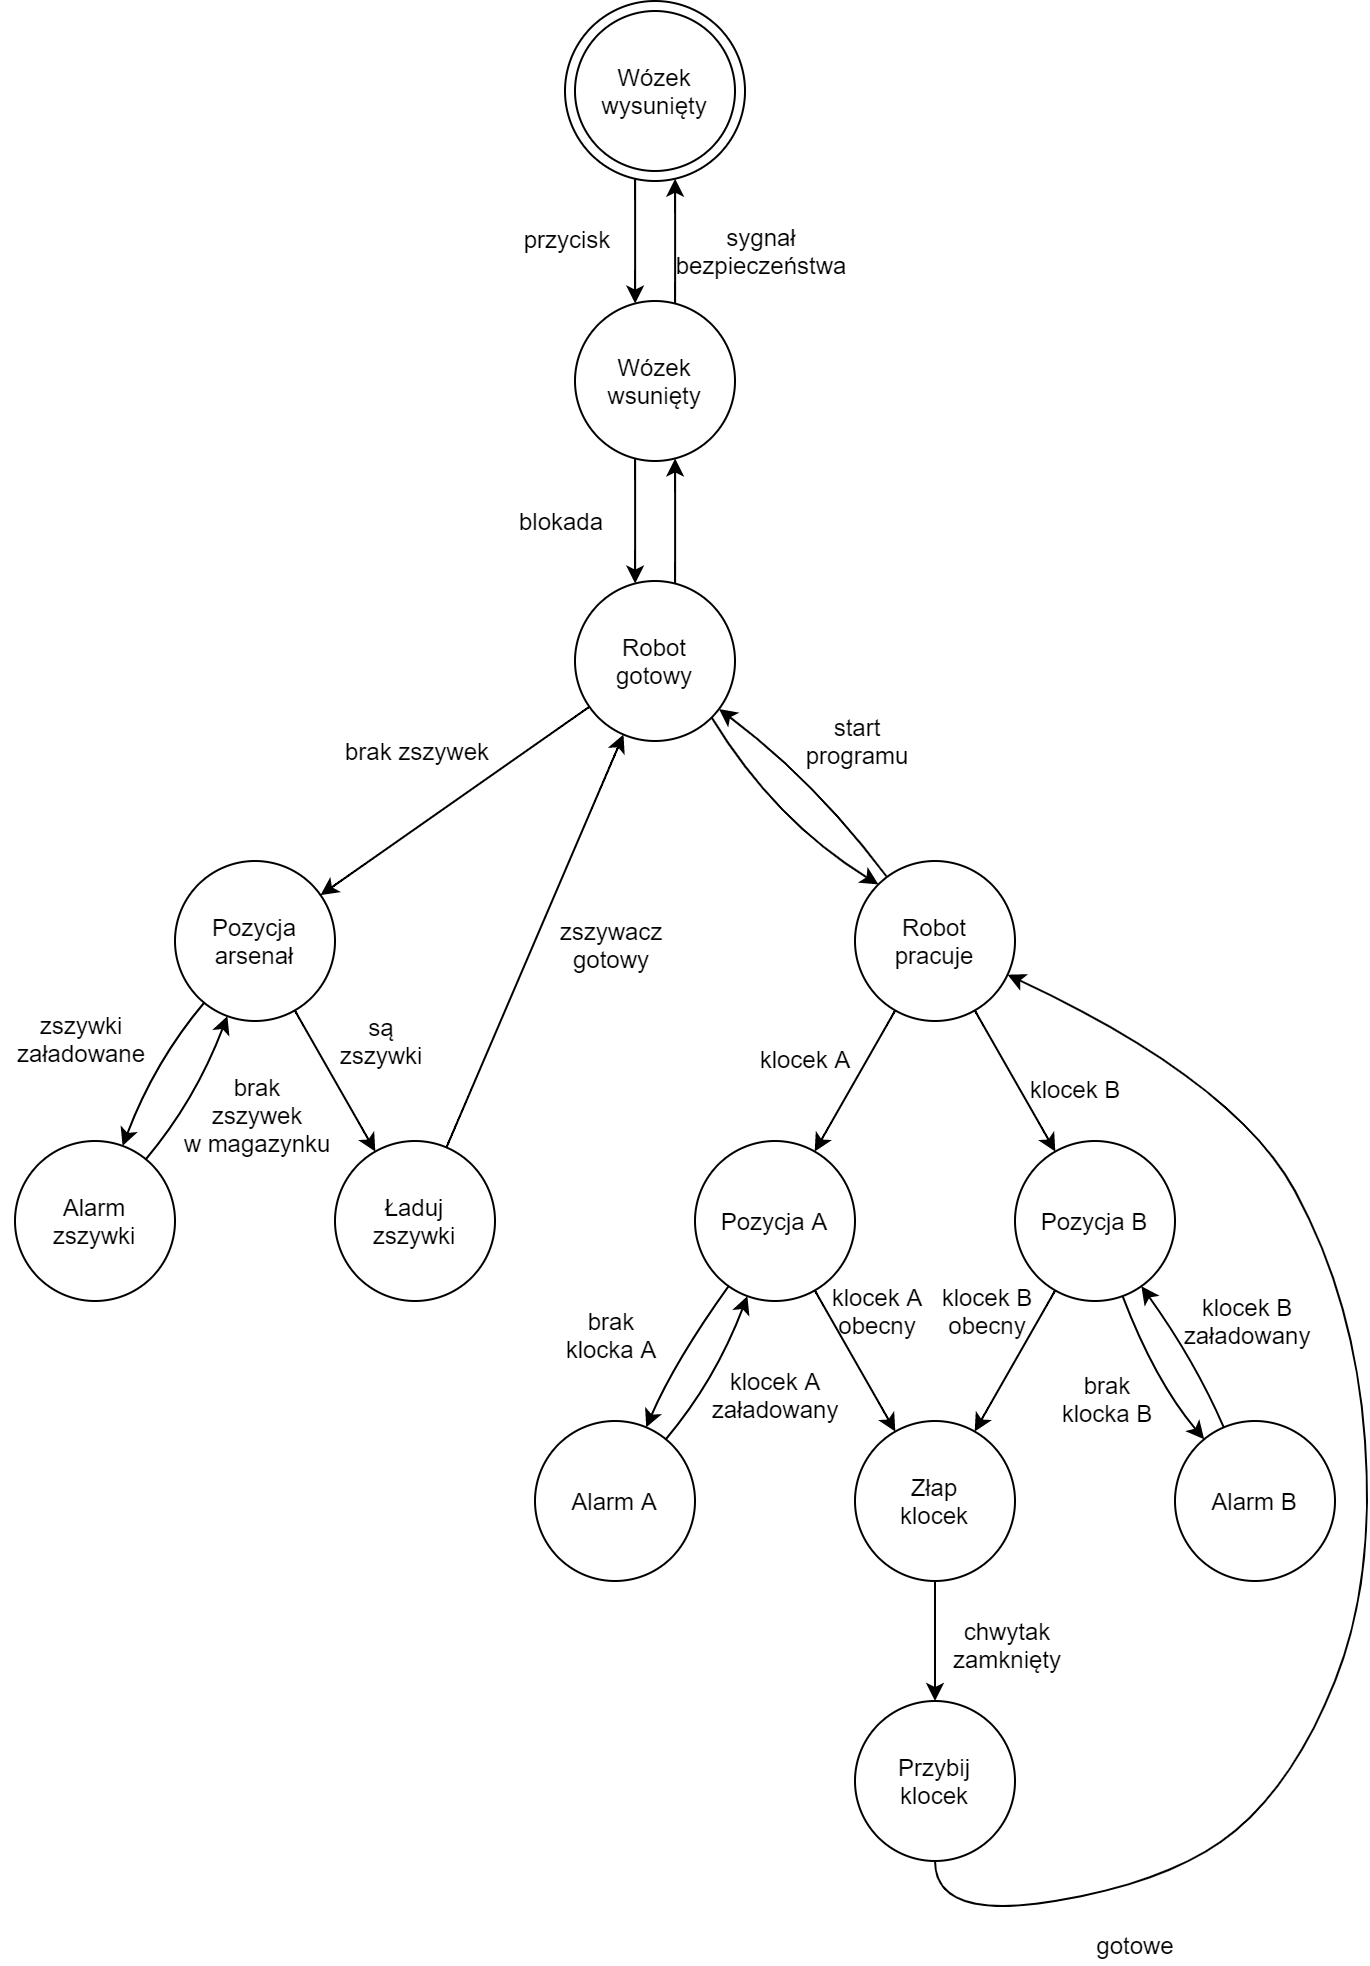 Wózek
wysunięty
przycisk
sygnał
bezpieczeństwa
Wózek
wsunięty
blokada
Robot
gotowy
brak zszywek
start
programu
Pozycja
arsenał
zszywacz
gotowy
Robot
pracuje
zszywki
załadowane
są
zszywki
brak
zszywek
w magazynku
klocek A
klocek B
Alarm
zszywki
Ładuj
zszywki
Pozycja A
Pozycja B
brak
klocka A
klocek A
obecny
klocek B
obecny
klocek B
załadowany
klocek A
załadowany
brak
klocka B
Alarm A
Złap
klocek
Alarm B
chwytak
zamknięty
Przybij
klocek
gotowe